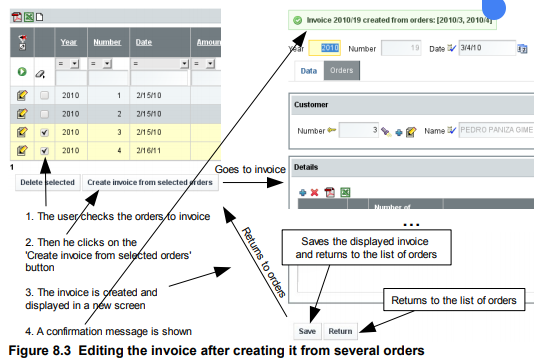 Invoice 2010/19 created from orders: [2010/3, 2010/4]
Year 2010 Number 19 Date 3/4/10
Data Orders
Customer
Number 3 Name PEDRO PANIZA GIME
Details
Number of
Year Number Date Amoun
= = =
2010 1 2/15/10
2010 2 2/15/10
2010 3 2/15/10
2010 4 2/16/11
1
Delete selected Create invoice from selected orders
Goes to invoice
Returns to orders
1. The user checks the orders to invoice
2. Then he clicks on the
'Create invoice from selected orders'
button
3. The invoice is created and
displayed in a new screen
4. A confirmation message is shown
...
Saves the displayed invoice
and returns to the list of orders
Returns to the list of orders
Save Return
Figure 8.3 Editing the invoice after creating it from several orders